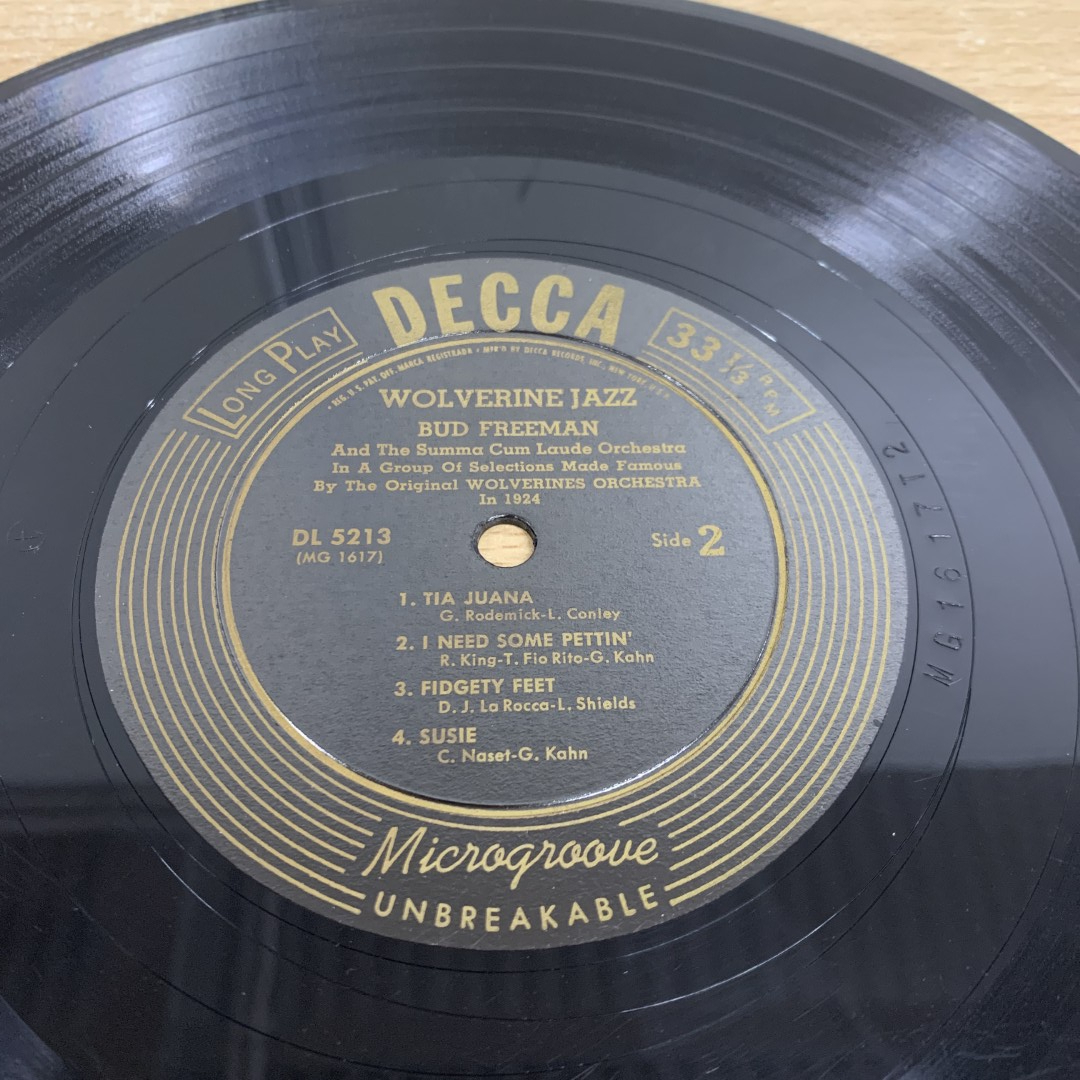 DECCA
LONG PLAY
33 1/3 RPM
• REG. U.S. PAT. OFF. MARCA REGISTRADA • MF'R'D BY DECCA RECORDS INC., NEW YORK, U.S.A.
WOLVERINE JAZZ
BUD FREEMAN
And The Summa Cum Laude Orchestra
In A Group Of Selections Made Famous
By The Original WOLVERINES ORCHESTRA
In 1924
DL 5213
(MG 1617)
Side 2
1. TIA JUANA
G. Rodemick-L. Conley
2. I NEED SOME PETTIN'
R. King-T. Fio Rito-G. Kahn
3. FIDGETY FEET
D. J. La Rocca-L. Shields
4. SUSIE
C. Naset-G. Kahn
Microgroove
UNBREAKABLE
MG1617T2